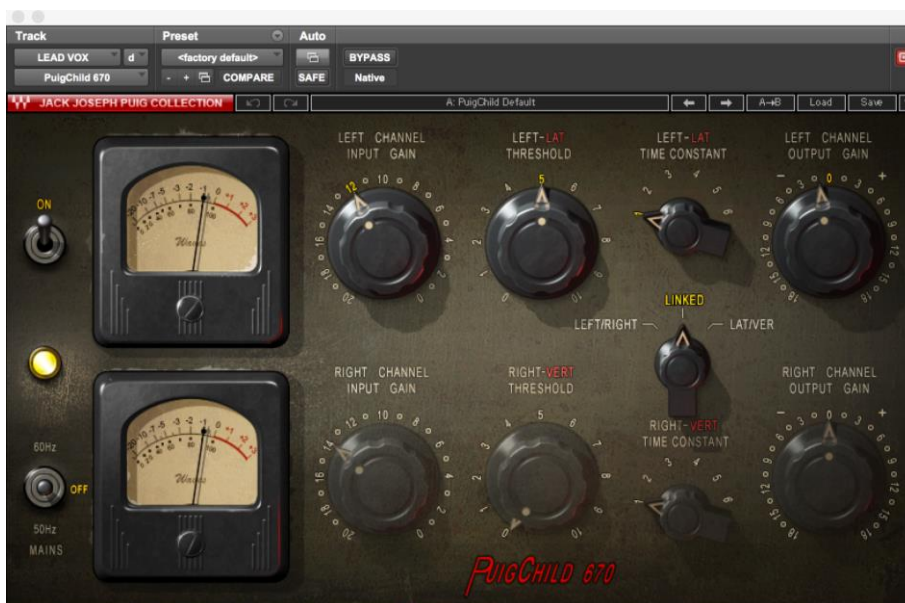 Track Preset Auto
LEAD VOX d <factory default> BYPASS
PuigChild 670 - + COMPARE SAFE Native
JACK JOSEPH PUIG COLLECTION A: PuigChild Default A→B Load Save
LEFT CHANNEL INPUT GAIN
LEFT-LAT THRESHOLD
LEFT-LAT TIME CONSTANT
LEFT CHANNEL OUTPUT GAIN
ON
Waves
LINKED
LEFT/RIGHT LAT/VER
RIGHT CHANNEL INPUT GAIN
RIGHT-VERT THRESHOLD
RIGHT-VERT TIME CONSTANT
RIGHT CHANNEL OUTPUT GAIN
60Hz
OFF
50Hz
MAINS
Waves
PUIGCHILD 670